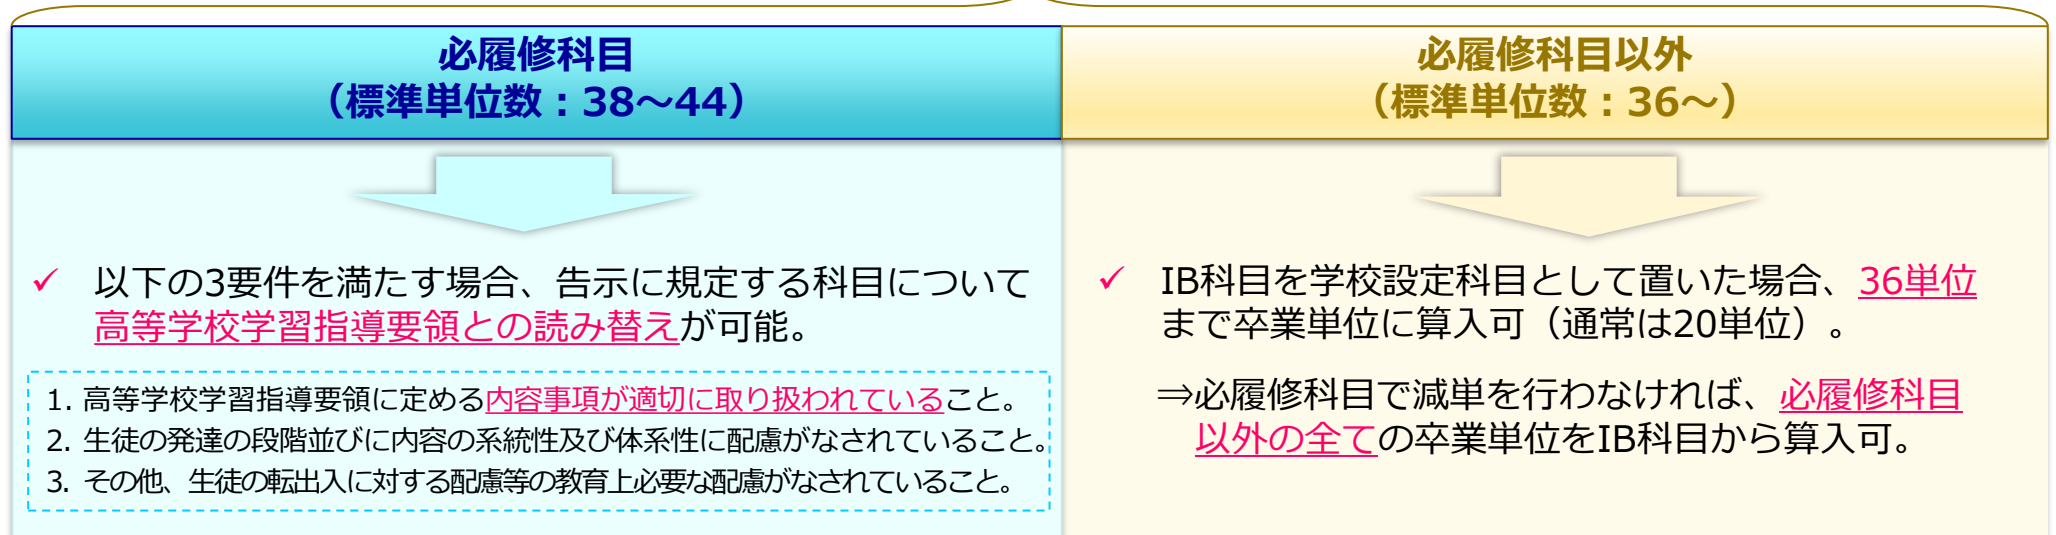 必履修科目
（標準単位数：38～44）
✓ 以下の3要件を満たす場合、告示に規定する科目について
高等学校学習指導要領との読み替えが可能。
1. 高等学校学習指導要領に定める内容事項が適切に取り扱われていること。
2. 生徒の発達の段階並びに内容の系統性及び体系性に配慮がなされていること。
3. その他、生徒の転出入に対する配慮等の教育上必要な配慮がなされていること。
必履修科目以外
（標準単位数：36～）
✓ IB科目を学校設定科目として置いた場合、36単位
まで卒業単位に算入可（通常は20単位）。
⇒必履修科目で減単を行わなければ、必履修科目
以外の全ての卒業単位をIB科目から算入可。